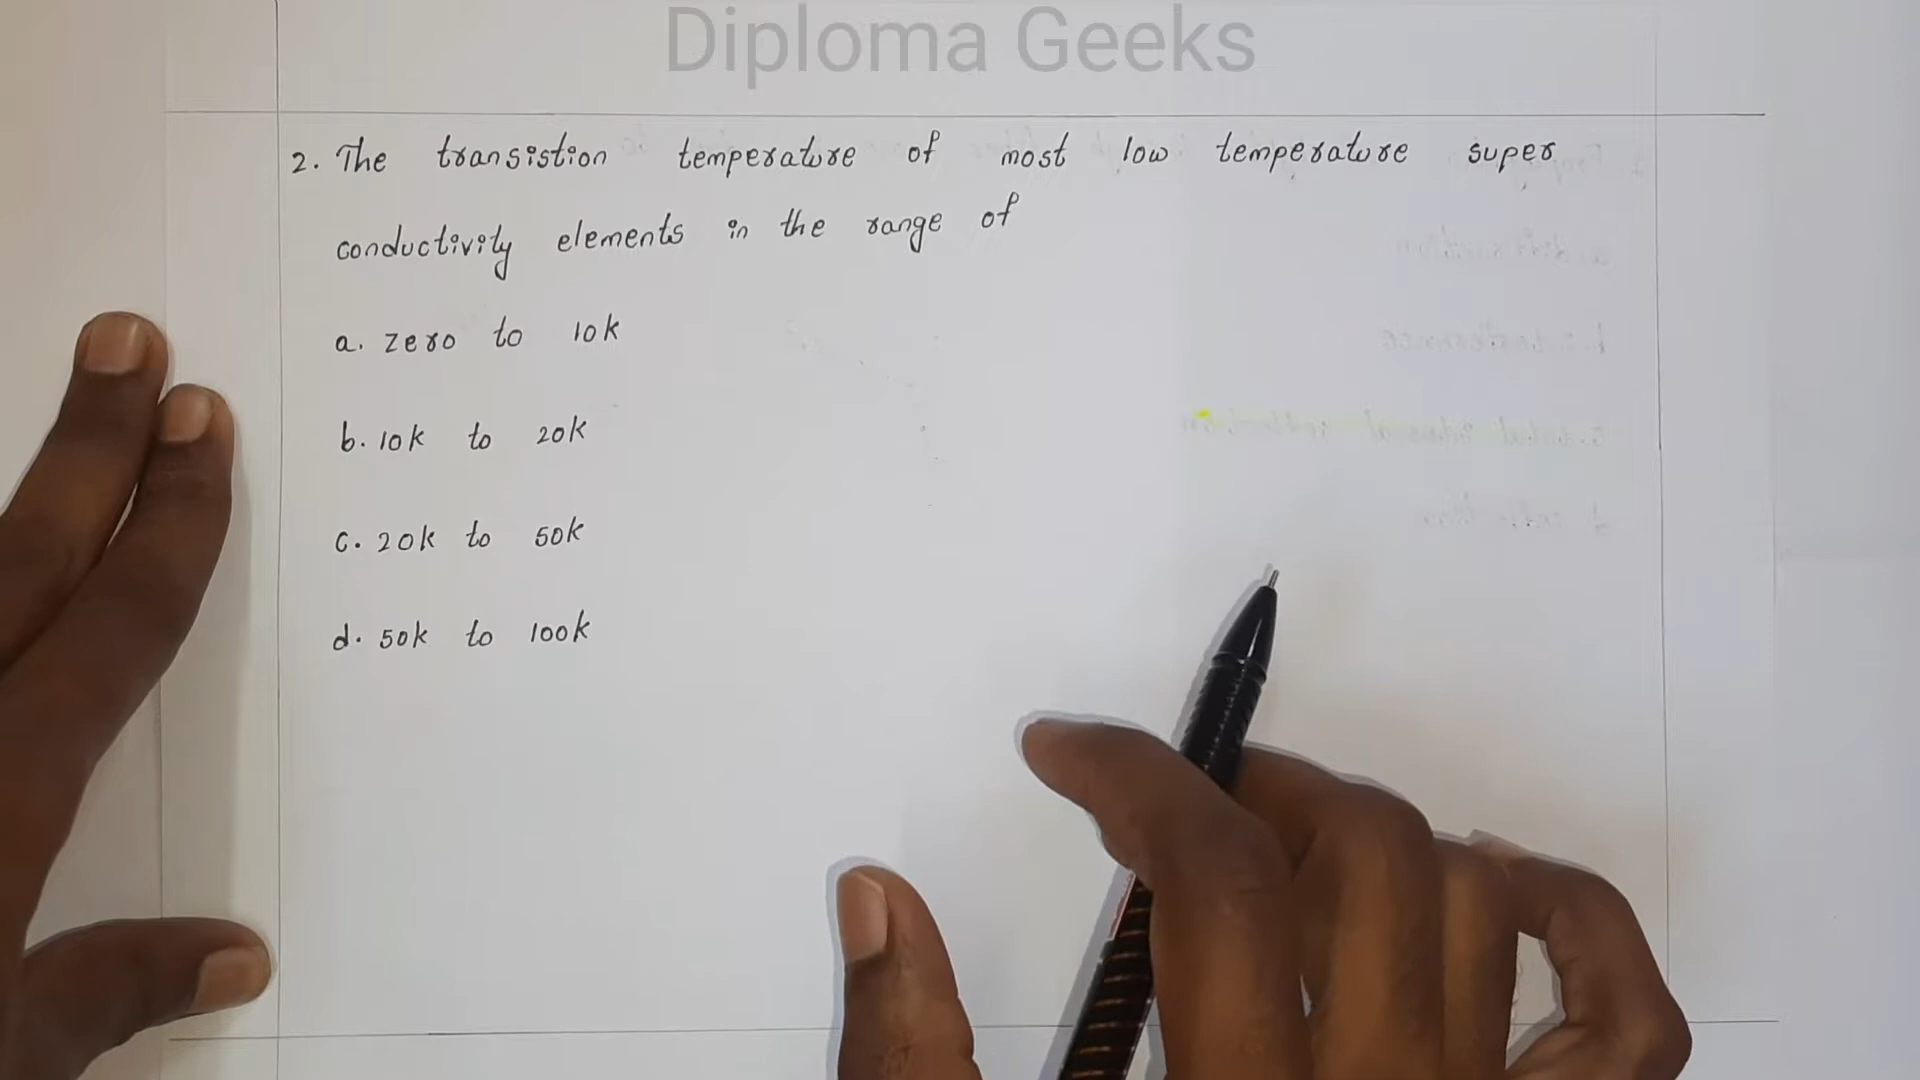 Diploma Geeks
2. The transistion temperature of most low temperature super
conductivity elements in the range of
a. zero to 10k
b. 10k to 20k
c. 20k to 50k
d. 50k to 100k